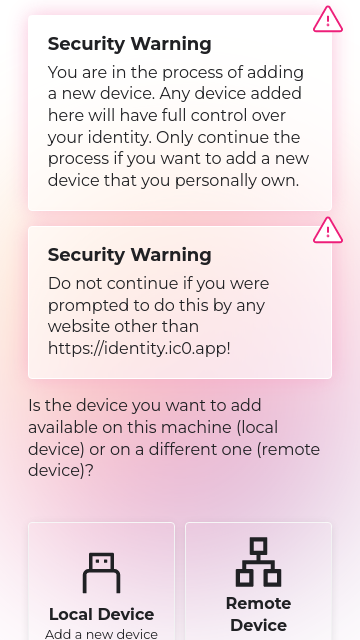 Security Warning
You are in the process of adding
a new device. Any device added
here will have full control over
your identity. Only continue the
process if you want to add a new
device that you personally own.
Security Warning
Do not continue if you were
prompted to do this by any
website other than
https://identity.ic0.app!
Is the device you want to add
available on this machine (local
device) or on a different one (remote
device)?
Local Device
Add a new device
Remote
Device